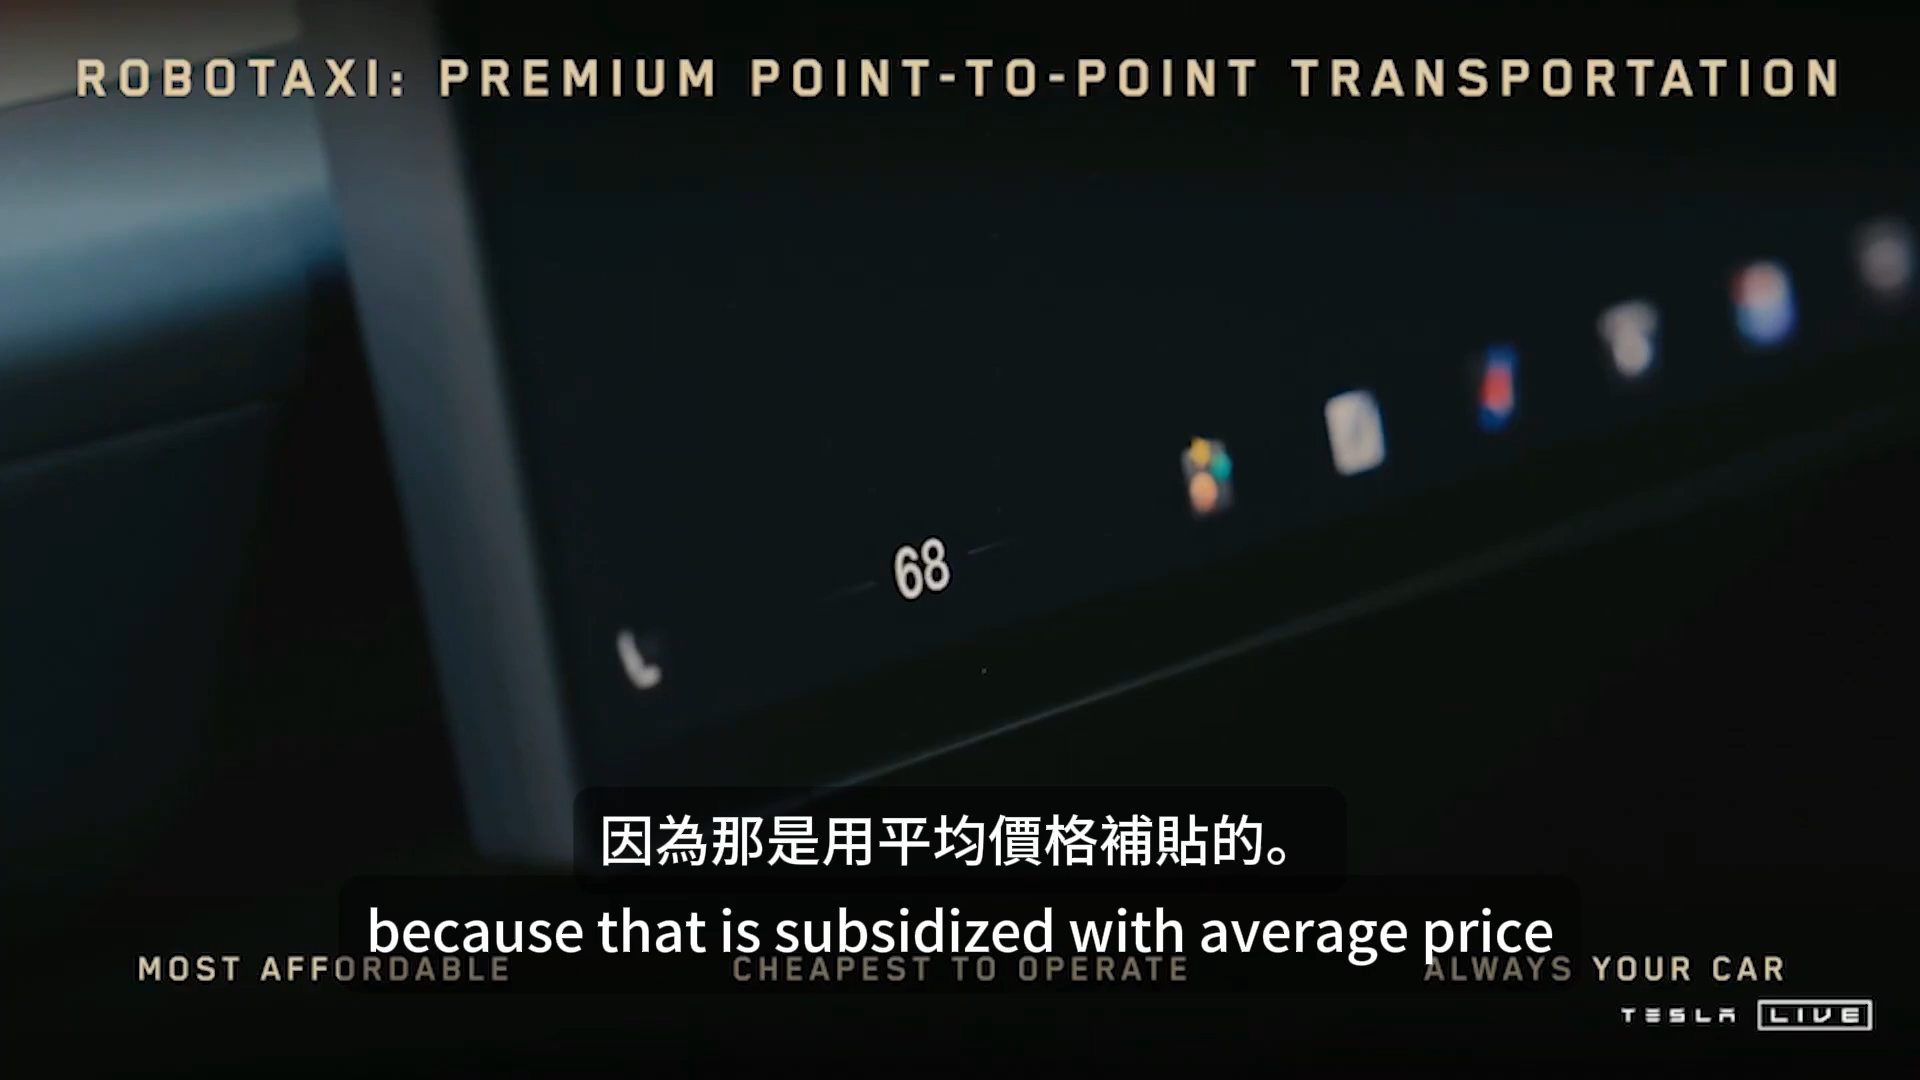 ROBOTAXI: PREMIUM POINT-TO-POINT TRANSPORTATION
68
因為那是用平均價格補貼的。
because that is subsidized with average price
MOST AFFORDABLE
CHEAPEST TO OPERATE
ALWAYS YOUR CAR
TESLA LIVE